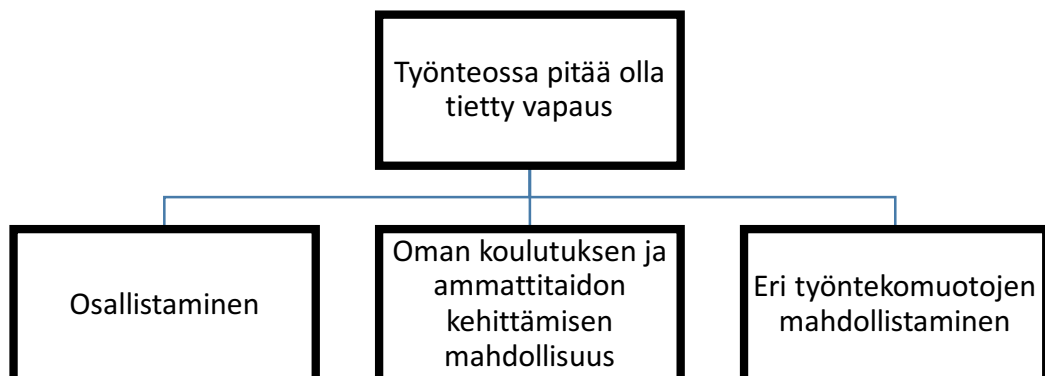 Työnteossa pitää olla
tietty vapaus
Osallistaminen
Oman koulutuksen ja
ammattitaidon
kehittämisen
mahdollisuus
Eri työntekomuotojen
mahdollistaminen